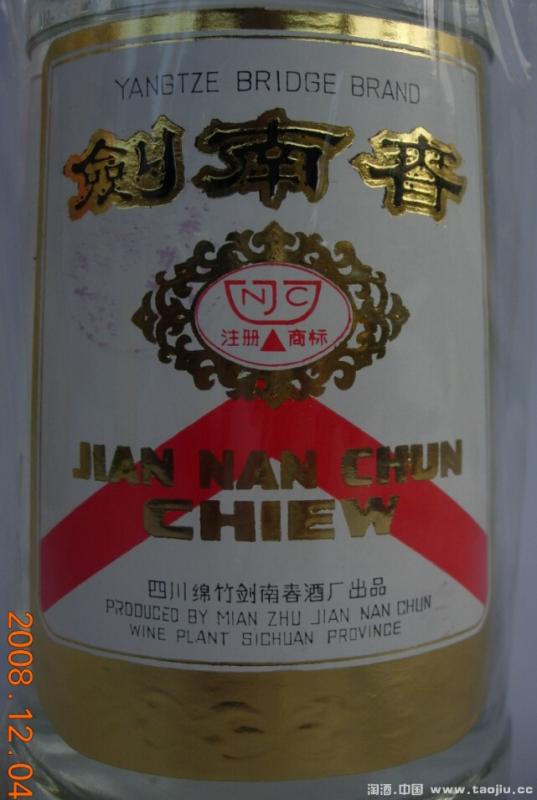 YANGTZE BRIDGE BRAND
劍南春
NJC
注册▲商标
JIAN NAN CHUN
CHIEW
四川绵竹剑南春酒厂出品
PRODUCED BY MIAN ZHU JIAN NAN CHUN
WINE PLANT SICHUAN PROVINCE
2008.12.04
淘酒.中国 www.taojiu.cc